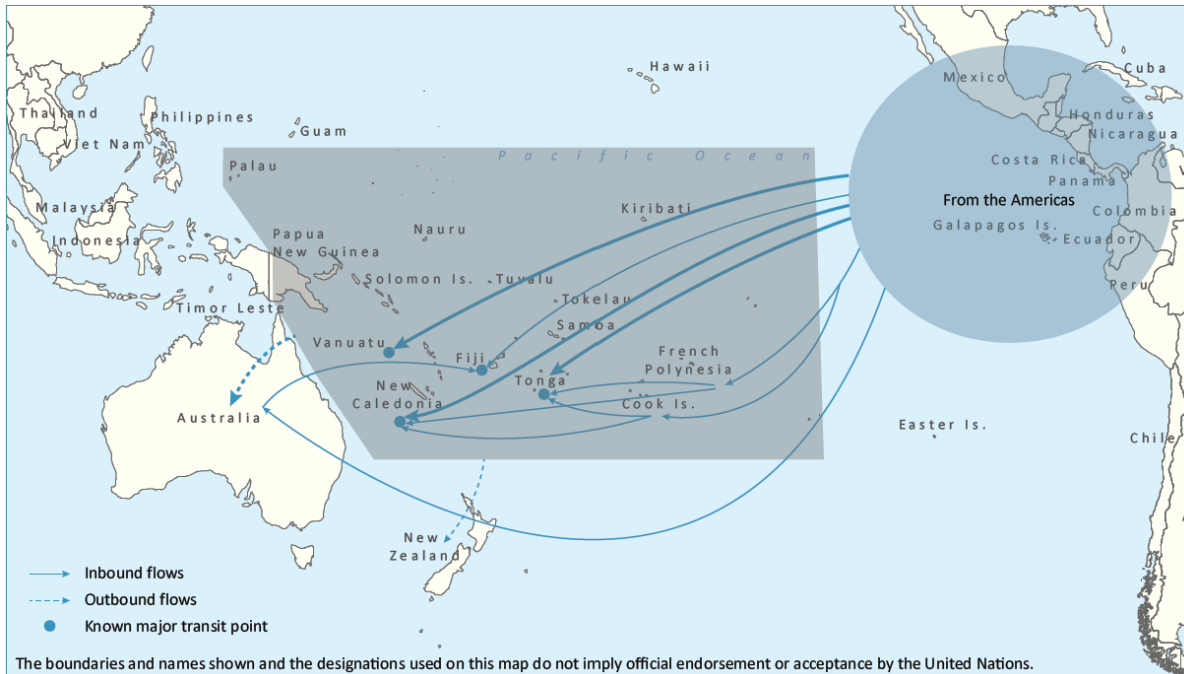 Hawaii
Mexico
Cuba
Thailand
Philippines
Guam
Honduras
Viet Nam
Nicaragua
Pacific Ocean
Costa Rica
Palau
Panama
Malaysia
Kiribati
From the Americas
Colombia
Indonesia
Papua
New Guinea
Nauru
Galapagos Is.
Ecuador
Solomon Is.
Tuvalu
Peru
Timor Leste
Tokelau
Samoa
Vanuatu
Fiji
French
Polynesia
Tonga
New
Caledonia
Cook Is.
Australia
Easter Is.
Chile
New
Zealand
Inbound flows
Outbound flows
Known major transit point
The boundaries and names shown and the designations used on this map do not imply official endorsement or acceptance by the United Nations.